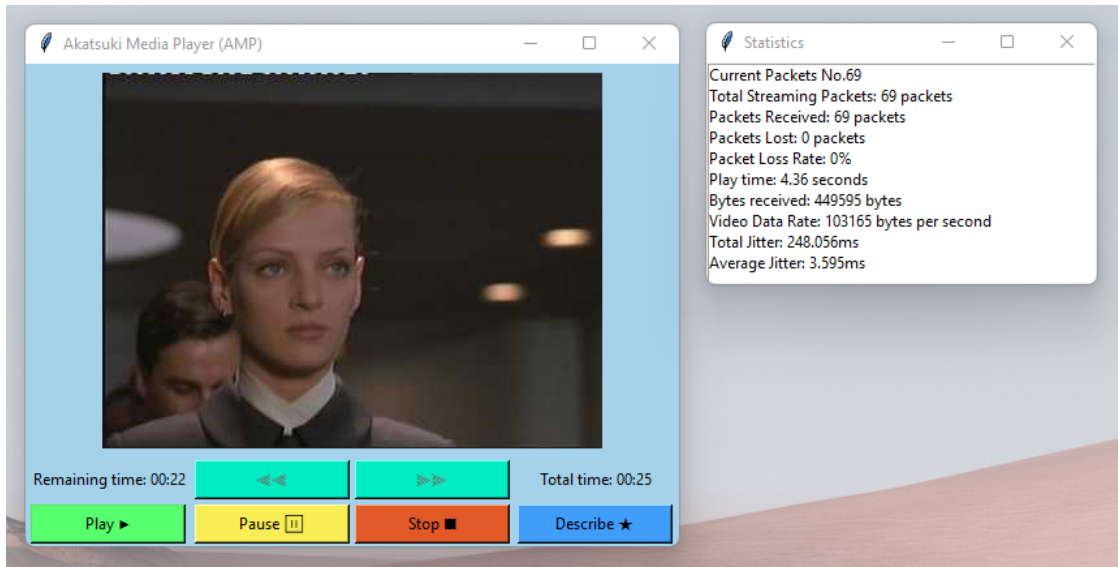 Akatsuki Media Player (AMP)
Remaining time: 00:22
◀◀
▶▶
Total time: 00:25
Play ►
Pause ⏸
Stop ■
Describe ★
Statistics
Current Packets No.69
Total Streaming Packets: 69 packets
Packets Received: 69 packets
Packets Lost: 0 packets
Packet Loss Rate: 0%
Play time: 4.36 seconds
Bytes received: 449595 bytes
Video Data Rate: 103165 bytes per second
Total Jitter: 248.056ms
Average Jitter: 3.595ms